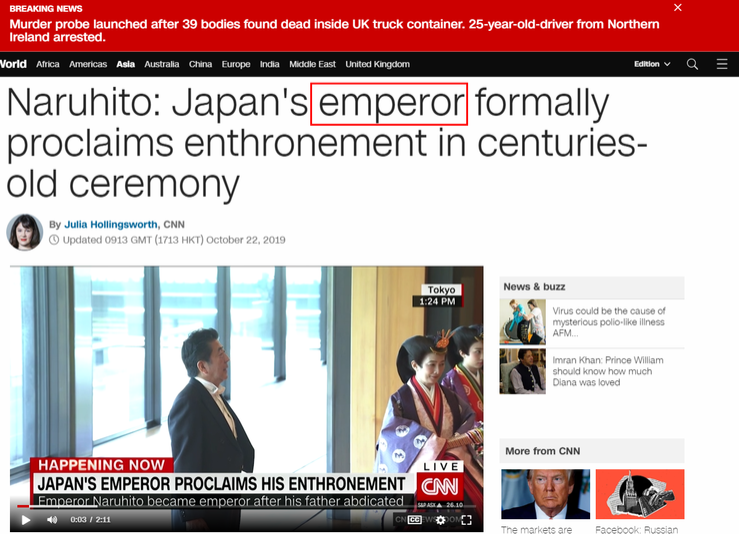 BREAKING NEWS
Murder probe launched after 39 bodies found dead inside UK truck container. 25-year-old-driver from Northern
Ireland arrested.
World Africa Americas Asia Australia China Europe India Middle East United Kingdom Edition
Naruhito: Japan's emperor formally
proclaims enthronement in centuries-
old ceremony
By Julia Hollingsworth, CNN
Updated 0913 GMT (1713 HKT) October 22, 2019
Tokyo
1:24 PM
HAPPENING NOW
JAPAN'S EMPEROR PROCLAIMS HIS ENTHRONEMENT
Emperor Naruhito became emperor after his father abdicated
LIVE
CNN
S&P ASX ▲ 26.10
0:03 / 2:11
CC
News & buzz
Virus could be the cause of
mysterious polio-like illness
AFM...
Imran Khan: Prince William
should know how much
Diana was loved
More from CNN
The markets are
Facebook: Russian